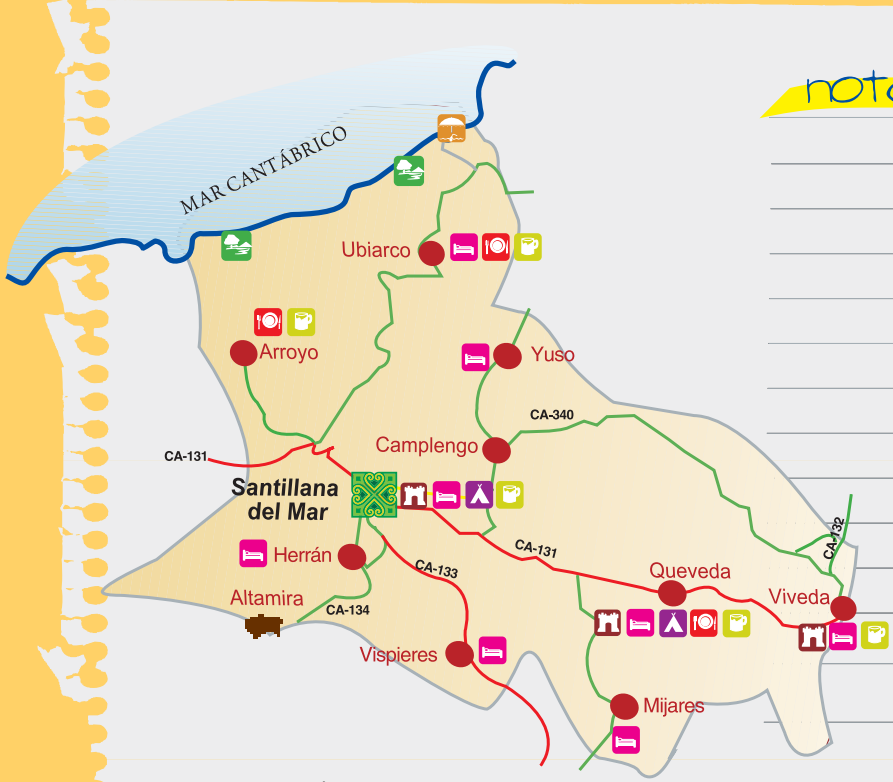 MAR CANTÁBRICO
Ubiarco
Arroyo
Yuso
CA-340
Camplengo
CA-131
Santillana
del Mar
CA-131
CA-132
Herrán
CA-133
Queveda
Viveda
Altamira
CA-134
Vispieres
Mijares